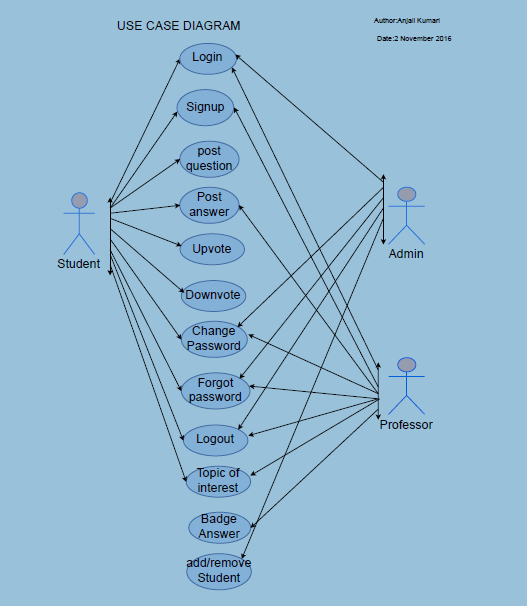 USE CASE DIAGRAM
Author:Anjali Kumari
Date:2 November 2016
Login
Signup
post
question
Post
answer
Upvote
Downvote
Change
Password
Forgot
password
Logout
Topic of
interest
Badge
Answer
add/remove
Student
Student
Admin
Professor